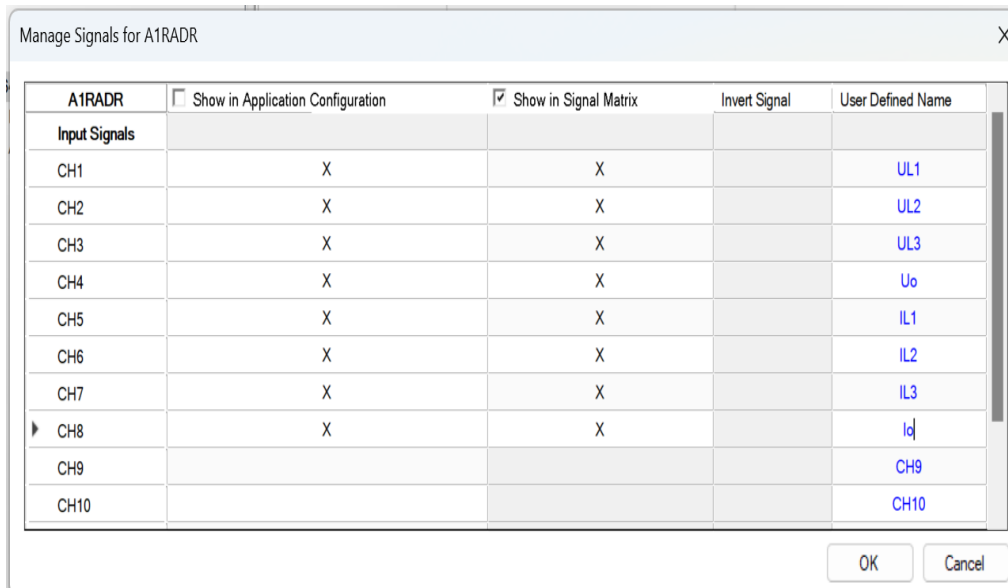 Manage Signals for A1RADR X
A1RADR Show in Application Configuration Show in Signal Matrix Invert Signal User Defined Name
Input Signals
CH1 X X UL1
CH2 X X UL2
CH3 X X UL3
CH4 X X Uo
CH5 X X IL1
CH6 X X IL2
CH7 X X IL3
CH8 X X Io
CH9 CH9
CH10 CH10
OK Cancel